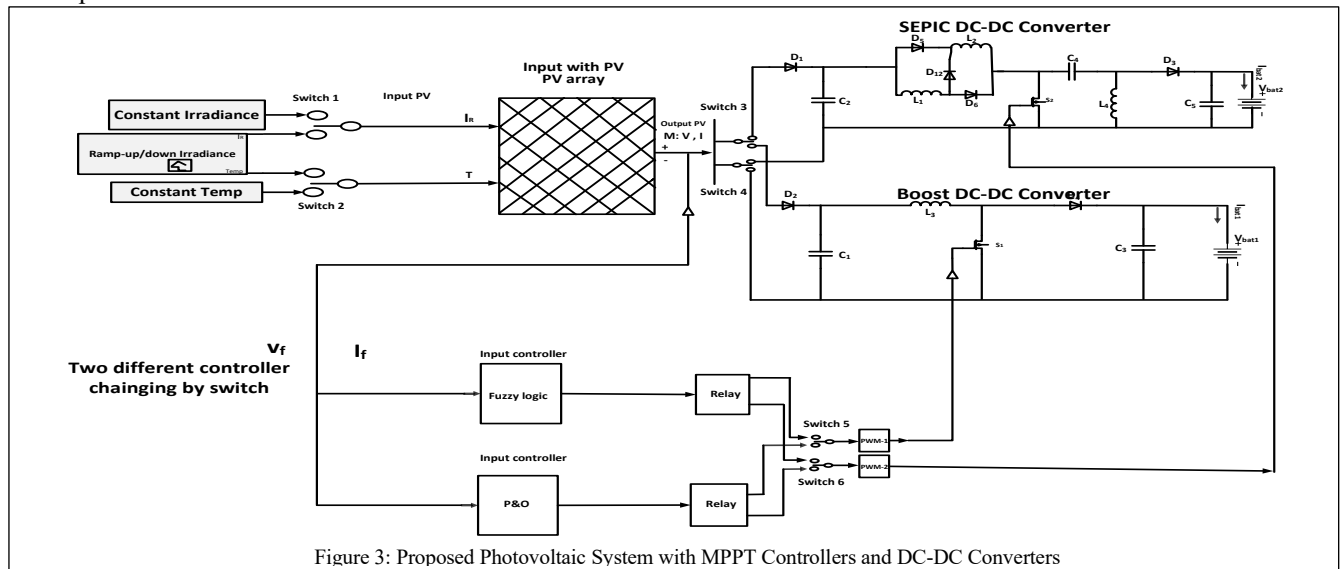 SEPIC DC-DC Converter
D₁
D₅
L₂
D₁₂
L₁
D₆
C₂
S₂
C₄
L₄
D₃
C₅
Ibat2
Vbat2
+
-
Input with PV
PV array
Switch 1
Input PV
Constant Irradiance
Ramp-up/down Irradiance
Temp
Constant Temp
Switch 2
IR
T
Output PV
M: V , I
+
-
Switch 3
Switch 4
Boost DC-DC Converter
D₂
C₁
L₃
S₁
C₃
Ibat1
Vbat1
+
-
Vf
If
Two different controller
chainging by switch
Input controller
Fuzzy logic
Relay
Input controller
P&O
Relay
Switch 5
Switch 6
PWM-1
PWM-2
Figure 3: Proposed Photovoltaic System with MPPT Controllers and DC-DC Converters